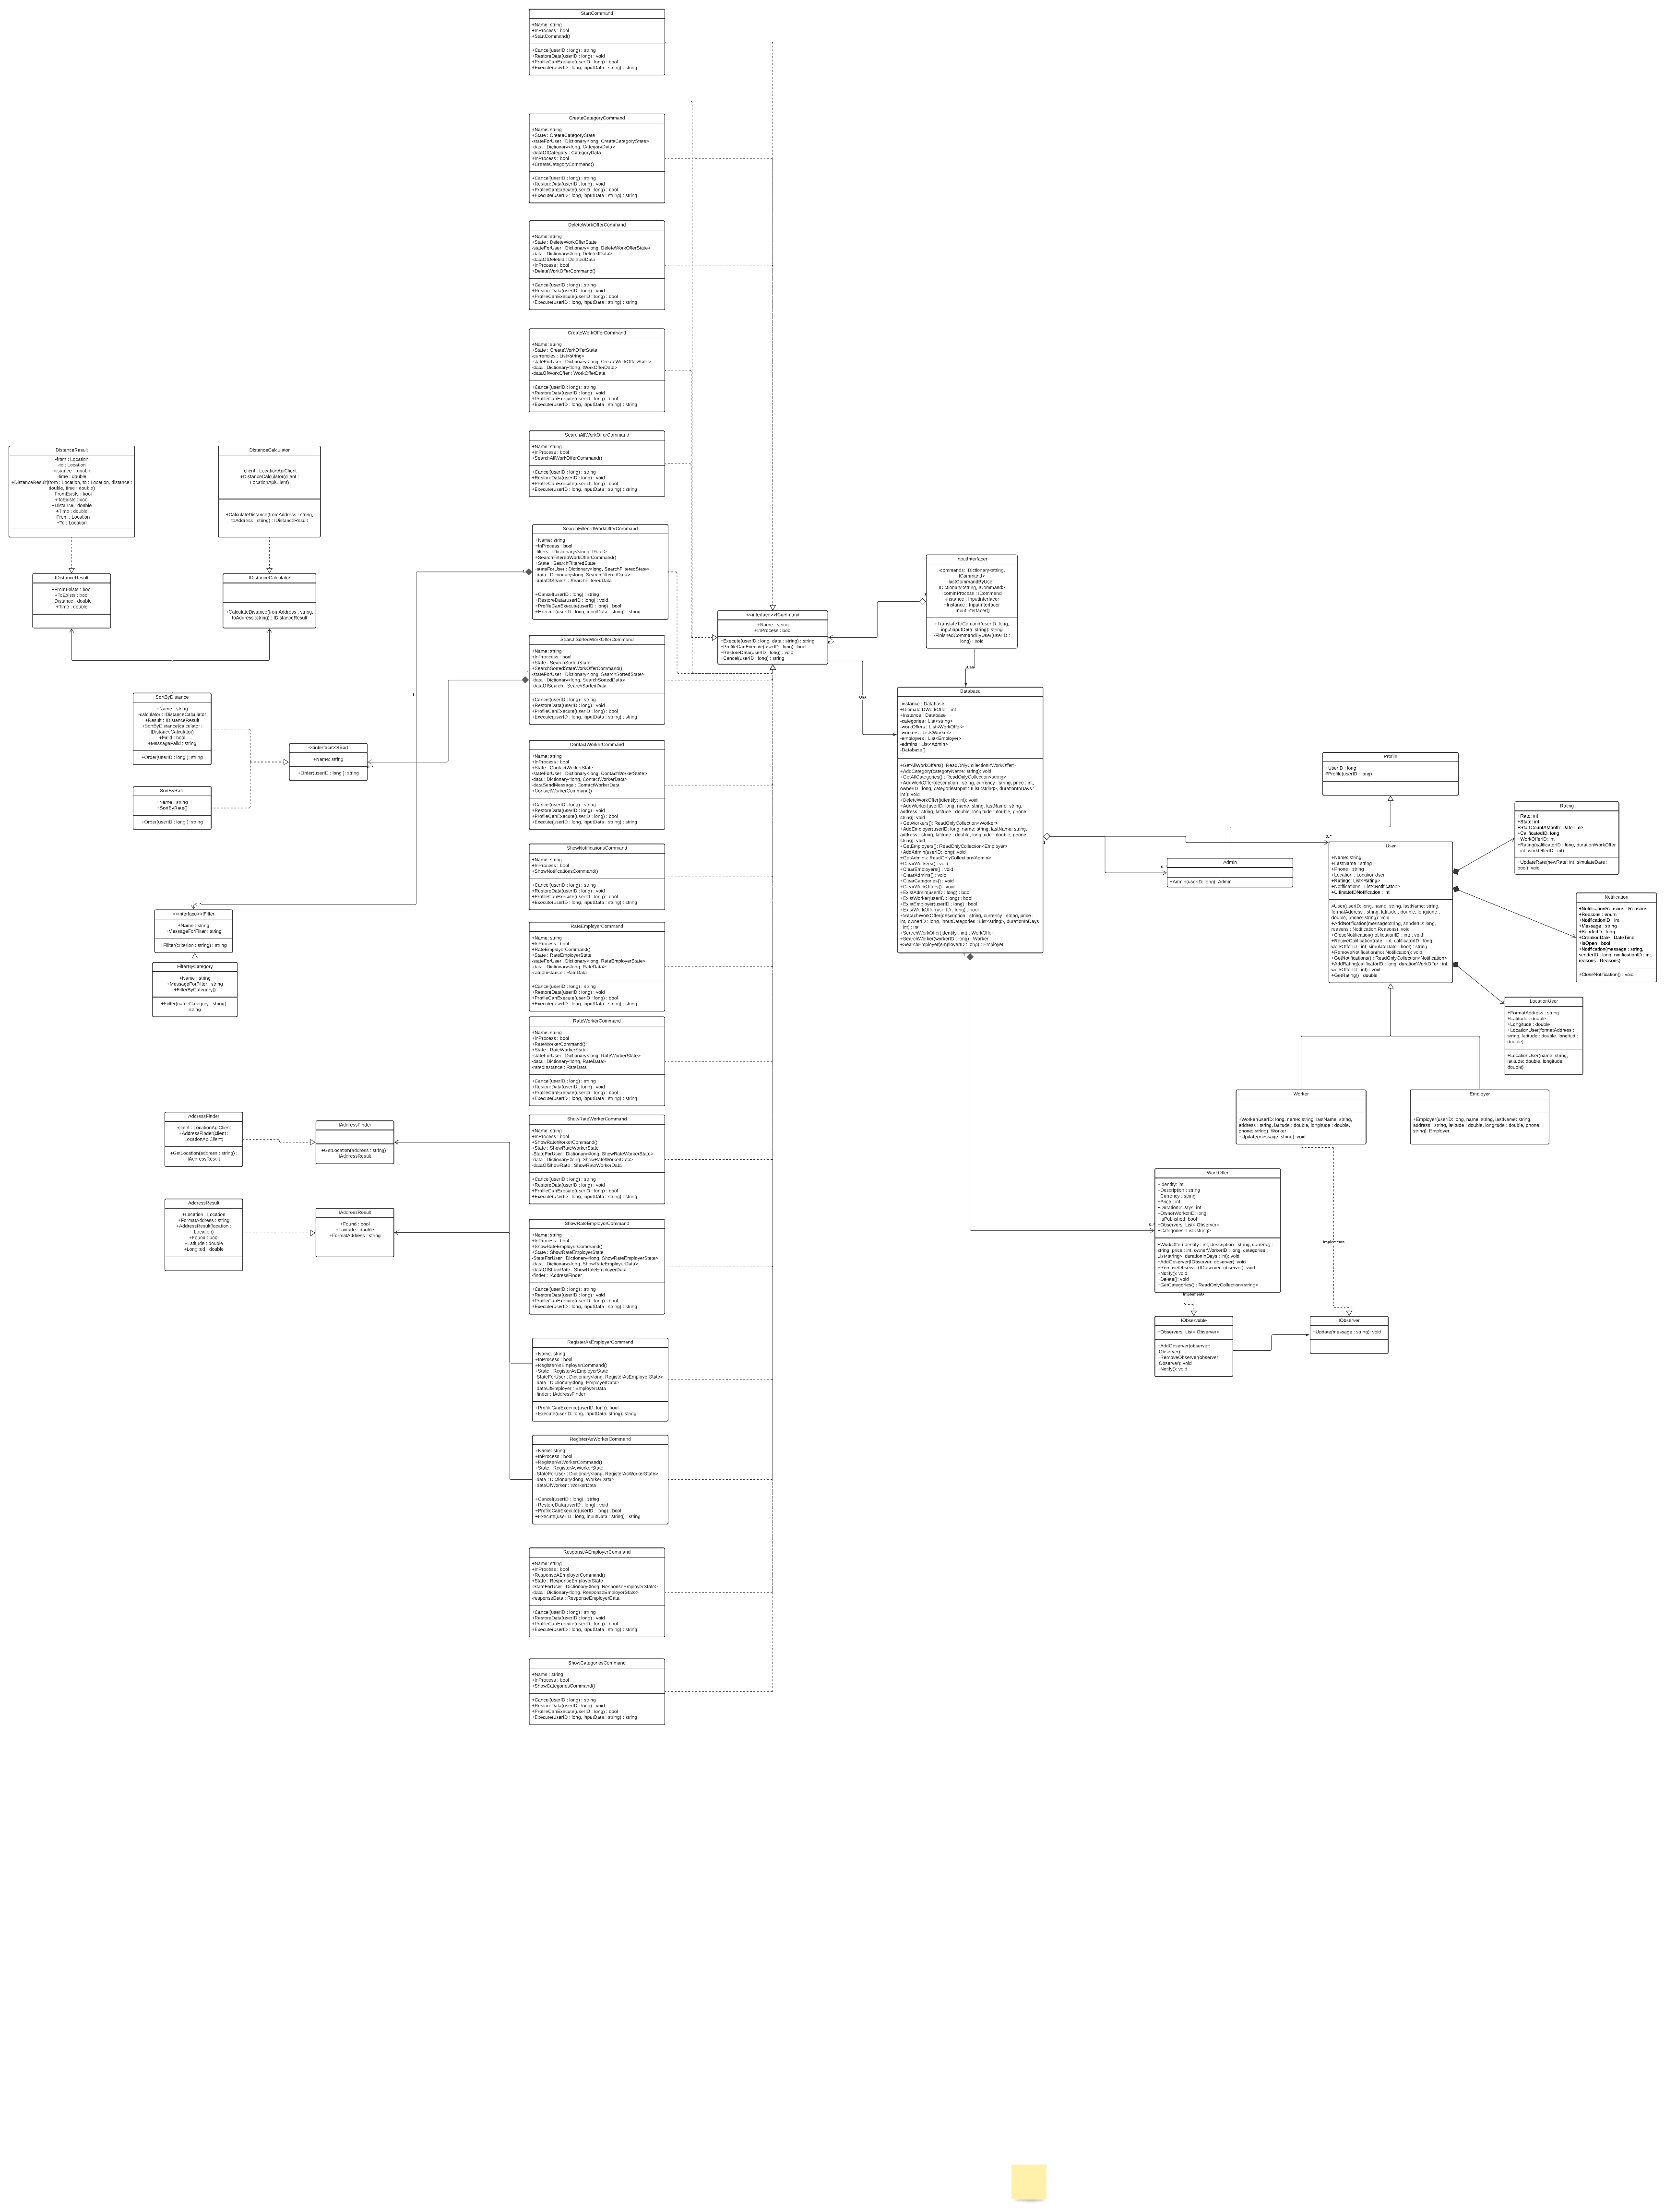 StartCommand
+Name: string
+InProcess : bool
+StartCommand()
+Cancel(userID : long) : string
+RestoreData(userID : long) : void
+ProfileCanExecute(userID : long) : bool
+Execute(userID : long, inputData : string) : string
CreateCategoryCommand
+Name: string
+State : CreateCategoryState
-stateForUser : Dictionary<long, CreateCategoryState>
-data : Dictionary<long, CategoryData>
-dataOfCategory : CategoryData
+InProcess : bool
+CreateCategoryCommand()
+Cancel(userID : long) : string
+RestoreData(userID : long) : void
+ProfileCanExecute(userID : long) : bool
+Execute(userID : long, inputData : string) : string
DeleteWorkOfferCommand
+Name: string
+State : DeleteWorkOfferState
-stateForUser : Dictionary<long, DeleteWorkOfferState>
-data : Dictionary<long, DeletedData>
-dataOfDeleted : DeletedData
+InProcess : bool
+DeleteWorkOfferCommand()
+Cancel(userID : long) : string
+RestoreData(userID : long) : void
+ProfileCanExecute(userID : long) : bool
+Execute(userID : long, inputData : string) : string
CreateWorkOfferCommand
+Name: string
+State : CreateWorkOfferState
-currencies : List<string>
-stateForUser : Dictionary<long, CreateWorkOfferState>
-data : Dictionary<long, WorkOfferData>
-dataOfWorkOffer : WorkOfferData
+Cancel(userID : long) : string
+RestoreData(userID : long) : void
+ProfileCanExecute(userID : long) : bool
+Execute(userID : long, inputData : string) : string
SearchAllWorkOfferCommand
+Name: string
+InProcess : bool
+SearchAllWorkOfferCommand()
+Cancel(userID : long) : string
+RestoreData(userID : long) : void
+ProfileCanExecute(userID : long) : bool
+Execute(userID : long, inputData : string) : string
DistanceResult
-from : Location
-to : Location
-distance : double
-time : double
+DistanceResult(from : Location, to : Location, distance :
double, time : double)
+FromExists : bool
+ToExists : bool
+Distance : double
+Time : double
+From : Location
+To : Location
DistanceCalculator
-client : LocationApiClient
+DistanceCalculator(client :
LocationApiClient)
+CalculateDistance(fromAddress : string,
toAddress : string) : IDistanceResult
IDistanceResult
+FromExists : bool
+ToExists : bool
+Distance : double
+Time : double
IDistanceCalculator
+CalculateDistance(fromAddress : string,
toAddress :string) : IDistanceResult
SearchFilteredWorkOfferCommand
+Name: string
+InProcess : bool
-filters : IDictionary<string, IFilter>
+SearchFilteredWorkOfferCommand()
+State : SearchFilteredState
-stateForUser : Dictionary<long, SearchFilteredState>
-data : Dictionary<long, SearchFilteredData>
-dataOfSearch : SearchFilteredData
+Cancel(userID : long) : string
+RestoreData(userID : long) : void
+ProfileCanExecute(userID : long) : bool
+Execute(userID : long, inputData : string) : string
SearchSortedWorkOfferCommand
+Name: string
+InProccess : bool
+State : SearchSortedState
+SearchSortedStateWorkOfferCommand()
-stateForUser : Dictionary<long, SearchSortedState>
-data : Dictionary<long, SearchSortedData>
-dataOfSearch : SearchSortedData
+Cancel(userID : long) : string
+RestoreData(userID : long) : void
+ProfileCanExecute(userID : long) : bool
+Execute(userID : long, inputData : string) : string
<<Interface>>ICommand
+Name : string
+InProcess : bool
+Execute(userID : long, data : string) : string
+ProfileCanExecute(userID : long) : bool
+RestoreData(userID : long) : void
+Cancel(userID : long) : string
InputInterfacer
-commands: IDictionary<string,
ICommand>
-lastCommandByUser :
IDictionary<string, ICommand>
-comInProcess : ICommand
-instance : InputInterfacer
+Instance : InputInterfacer
InputInterfacer()
+TranslateToComand(userID: long,
inputInputData: string): string
-FinishedCommandByUser(userID :
long) : void
Use
Use
SortByDistance
+Name : string
-calculator : IDistanceCalculator
+Result : IDistanceResult
+SortByDistance(calculator :
IDistanceCalculator)
+Faild : bool
+MessageFaild : string
+Order(userID : long ): string
SortByRate
+Name : string
+SortByRate()
+Order(userID : long ): string
<<Interface>>ISort
+Name: string
+Order(userID : long ): string
1
Database
-instance : Database
+UltimateIDWorkOffer : int
+Instance : Database
-categories : List<string>
-workOffers : List<WorkOffer>
-workers : List<Worker>
-employers : List<Employer>
-admins : List<Admin>
-Database()
+GetAllWorkOffers(): ReadOnlyCollection<WorkOffer>
+AddCategory(categoryName :string): void
+GetAllCategories() : ReadOnlyCollection<string>
+AddWorkOffer(description : string, currency : string, price : int,
ownerID : long, categoriesInput : IList<string>, durationInDays :
int ) : void
+DeleteWorkOffer(identify: int): void
+AddWorker(userID: long, name: string, lastName: string,
address : string, latitude : double, longitude : double, phone:
string): void
+GetWorkers(): ReadOnlyCollection<Worker>
+AddEmployer(userID: long, name: string, lastName: string,
address : string, latitude : double, longitude : double, phone:
string): void
+GetEmployers(): ReadOnlyCollection<Employer>
+AddAdmin(userID: long): void
+GetAdmins: ReadOnlyCollection<Admin>
+ClearWorkers() : void
+ClearEmployers() : void
+ClearAdmins() : void
+ClearCategories() : void
+ClearWorkOffers() : void
+ExistAdmin(userID : long) : bool
+ExistWorker(userID : long) : bool
+ExistEmployer(userID : long) : bool
+ExistWorkOffer(userID : long) : bool
+MatchWorkOffer(description : string, currency : string, price :
int, ownerID : long, inputCategories : List<string>, durationInDays
: int) : int
+SearchWorkOffer(identify : int) : WorkOffer
+SearchWorker(workerID : long) : Worker
+SearchEmployer(employerID : long) : Employer
ContactWorkerCommand
+Name: string
+InProcess : bool
+State : ContactWorkerState
-stateForUser : Dictionary<long, ContactWorkerState>
-data : Dictionary<long, ContactWorkerData>
-dataSendMessage : ContactWorkerData
+ContactWorkerCommand()
+Cancel(userID : long) : string
+RestoreData(userID : long) : void
+ProfileCanExecute(userID : long) : bool
+Execute(userID : long, inputData : string) : string
Profile
+UserID : long
#Profile(userID : long)
Rating
+Rate: int
+State: int
+StartCountAMonth: DateTime
+CalificatorID: long
+WorkOfferID: int
+Rating(calificatorID : long, durationWorkOffer
: int, workOfferID : int)
+UpdateRate(newRate : int, simulateDate :
bool): void
User
+Name: string
+LastName : string
+Phone : string
+Location : LocationUser
+Ratings: List<Rating>
+Notifications: List<Notificaton>
+UltimateIDNotification : int
+User(userID: long, name: string, lastName: string,
formatAddress : string, latitude : double, longitude :
double, phone: string): void
+AddNotification(message:string, senderID: long,
reasons : Notification.Reasons): void
+CloseNotification(notificationID : int) : void
+ReciveCalification(rate : int, calificatorID : long,
workOfferID : int, simulateDate : bool) : string
+RemoveNotification(not: Notification): void
+GetNotifications() : ReadOnlyCollection<Notification>
+AddRating(calificatorID : long, durationWorkOffer : int,
workOfferID : int) : void
+GetRating() : double
0..*
1
0..*
Admin
+Admin(userID: long): Admin
Notification
+NotificationReasons : Reasons
+Reasons : enum
+NotificationID : int
+Message : string
+SenderID : long
+CreationDate : DateTime
+IsOpen : bool
+Notification(message : string,
senderID : long, notificationID : int,
reasons : Reasons)
+CloseNotification() : void
ShowNotificationsCommand
+Name: string
+InProcess : bool
+ShowNotificationsCommand()
+Cancel(userID : long) : string
+RestoreData(userID : long) : void
+ProfileCanExecute(userID : long) : bool
+Execute(userID : long, inputData : string) : string
<<Interface>>IFilter
+Name : string
+MessageForFilter : string
+Filter(criterion : string) : string
FilterByCategory
+Name : string
+MessageForFilter : string
+FilterByCategory()
+Filter(nameCategory : string) :
string
RateEmployerCommand
+Name: string
+InProcess : bool
+RateEmployerCommand()
+State : RateEmployerState
-stateForUser : Dictionary<long, RateEmployerState>
-data : Dictionary<long, RateData>
-rateInstance : RateData
+Cancel(userID : long) : string
+RestoreData(userID : long) : void
+ProfileCanExecute(userID : long) : bool
+Execute(userID : long, inputData : string) : string
1
LocationUser
+FormatAddress : string
+Latitude : double
+Longitude : double
+LocationUser(formatAddress :
string, latitude : double, longitud :
double)
+LocationUser(name: string,
latitude: double, longitude:
double)
RateWorkerCommand
+Name: string
+InProcess : bool
+RateWorkerCommand()
+State : RateWorkerState
-stateForUser : Dictionary<long, RateWorkerState>
-data : Dictionary<long, RateData>
-rateInstance : RateData
+Cancel(userID : long) : string
+RestoreData(userID : long) : void
+ProfileCanExecute(userID : long) : bool
+Execute(userID : long, inputData : string) : string
Worker
+Worker(userID: long, name: string, lastName: string,
address : string, latitude : double, longitude : double,
phone: string): Worker
+Update(message :string): void
Employer
+Employer(userID: long, name: string, lastName: string,
address : string, latitude : double, longitude : double, phone:
string): Employer
AddressFinder
-client : LocationApiClient
+AddressFinder(client :
LocationApiClient)
+GetLocation(address : string) :
IAddressResult
IAddressFinder
+GetLocation(address : string) :
IAddressResult
ShowRateWorkerCommand
+Name: string
+InProcess : bool
+ShowRateWorkerCommand()
+State : ShowRateWorkerState
-StateForUser : Dictionary<long, ShowRateWorkerState>
-data : Dictionary<long, ShowRateWorkerData>
-dataOfShowRate : ShowRateWorkerData
+Cancel(userID : long) : string
+RestoreData(userID : long) : void
+ProfileCanExecute(userID : long) : bool
+Execute(userID : long, inputData : string) : string
AddressResult
+Location : Location
+FormatAddress : string
+AddressResult(location :
Location)
+Found : bool
+Latitude : double
+Longitud : double
IAddressResult
+Found : bool
+Latitude : double
+FormatAddress : string
WorkOffer
+Identify: int
+Description : string
+Currency : string
+Price : int
+DurationInDays: int
+OwnerWorkerID: long
+IsPublished: bool
+Observers: List<IObserver>
+Categories: List<string>
+WorkOffer(identify : int, description : string, currency :
string, price : int, ownerWorkerID : long, categories :
List<string>, durationInDays : int): void
+AddObserver(IObserver: observer): void
+RemoveObserver(IObserver: observer): void
+Notify(): void
+Delete(): void
+GetCategories() : ReadOnlyCollection<string>
Implements
Implements
ShowRateEmployerCommand
+Name: string
+InProcess : bool
+ShowRateEmployerCommand()
+State : ShowRateEmployerState
-StateForUser : Dictionary<long, ShowRateEmployerState>
-data : Dictionary<long, ShowRateEmployerData>
-dataOfShowRate : ShowRateEmployerData
-finder : IAddressFinder
+Cancel(userID : long) : string
+RestoreData(userID : long) : void
+ProfileCanExecute(userID : long) : bool
+Execute(userID : long, inputData : string) : string
IObservable
+Observers: List<IObserver>
+AddObserver(observer:
IObserver):
+RemoveObserver(observer:
IObserver): void
+Notify(): void
IObserver
+Update(message : string): void
RegisterAsEmployerCommand
+Name: string
+InProcess : bool
+RegisterAsEmployerCommand()
+State : RegisterAsEmployerState
-StateForUser : Dictionary<long, RegisterAsEmployerState>
-data : Dictionary<long, EmployerData>
-dataOfEmployer : EmployerData
-finder : IAddressFinder
+ProfileCanExecute(userID: long): bool
+Execute(userID: long, inputData: string): string
RegisterAsWorkerCommand
+Name: string
+InProcess : bool
+RegisterAsWorkerCommand()
+State : RegisterAsWorkerState
-StateForUser : Dictionary<long, RegisterAsWorkerState>
-data : Dictionary<long, WorkerData>
-dataOfWorker : WorkerData
+Cancel(userID : long) : string
+RestoreData(userID : long) : void
+ProfileCanExecute(userID : long) : bool
+Execute(userID : long, inputData : string) : string
ResponseAEmployerCommand
+Name: string
+InProcess : bool
+ResponseAEmployerCommand()
+State : ResponseEmployerState
-StateForUser : Dictionary<long, ResponseEmployerState>
-data : Dictionary<long, ResponseEmployerState>
-responseData : ResponseEmployerData
+Cancel(userID : long) : string
+RestoreData(userID : long) : void
+ProfileCanExecute(userID : long) : bool
+Execute(userID : long, inputData : string) : string
ShowCategoriesCommand
+Name : string
+InProcess : bool
+ShowCategoriesCommand()
+Cancel(userID : long) : string
+RestoreData(userID : long) : void
+ProfileCanExecute(userID : long) : bool
+Execute(userID : long, inputData : string) : string